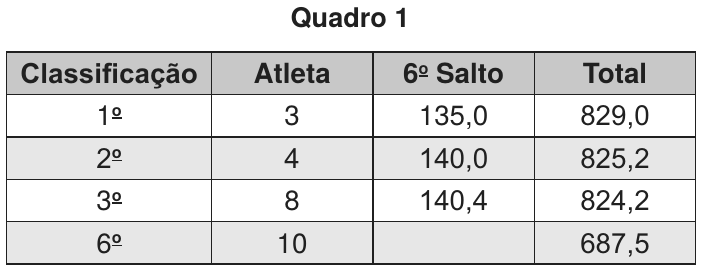 Quadro 1
Classificação Atleta 6º Salto Total
1º 3 135,0 829,0
2º 4 140,0 825,2
3º 8 140,4 824,2
6º 10 687,5